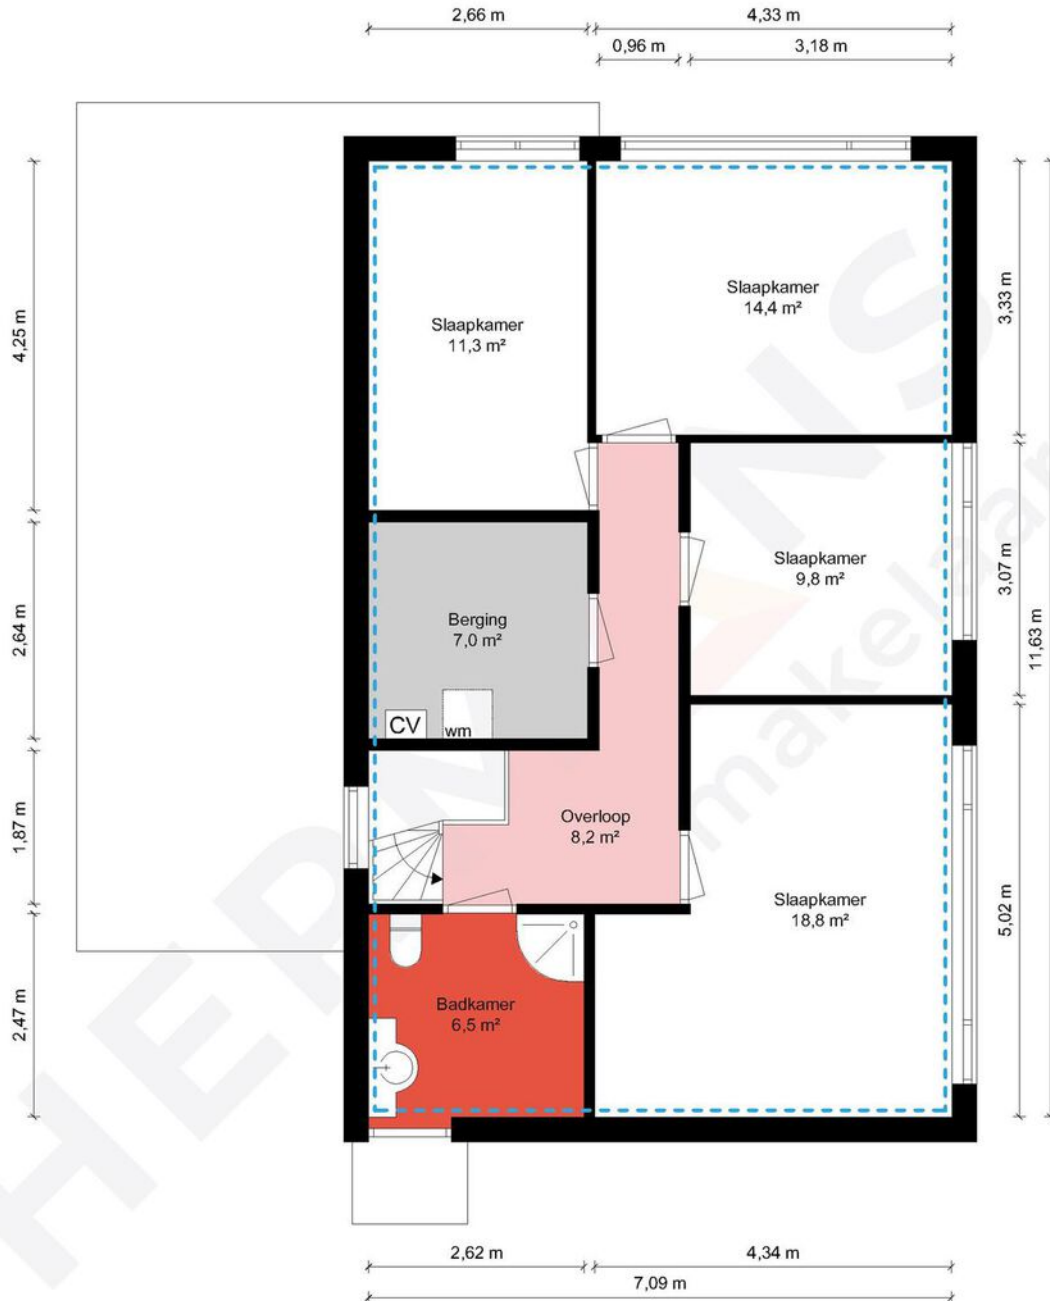 2,66 m
4,33 m
0,96 m
3,18 m
4,25 m
3,33 m
Slaapkamer
14,4 m²
Slaapkamer
11,3 m²
Slaapkamer
9,8 m²
3,07 m
11,63 m
2,64 m
Berging
7,0 m²
CV
wm
1,87 m
Overloop
8,2 m²
Slaapkamer
18,8 m²
5,02 m
2,47 m
Badkamer
6,5 m²
2,62 m
4,34 m
7,09 m